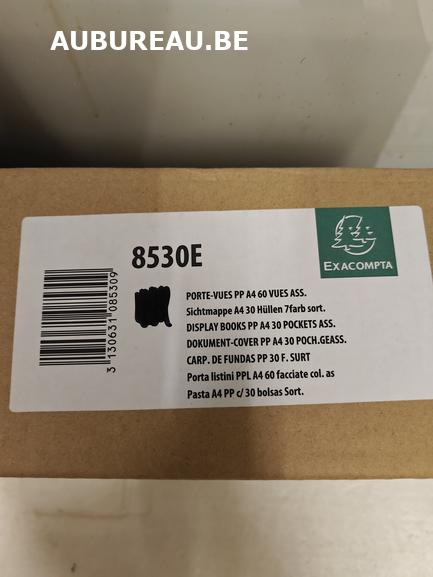 AUBUREAU.BE
EXACOMPTA
8530E
3 130631 085309
PORTE-VUES PP A4 60 VUES ASS.
Sichtmappe A4 30 Hüllen 7farb sort.
DISPLAY BOOKS PP A4 30 POCKETS ASS.
DOKUMENT-COVER PP A4 30 POCH.GEASS.
CARP. DE FUNDAS PP 30 F. SURT
Porta listini PPL A4 60 facciate col. as
Pasta A4 PP c/ 30 bolsas Sort.